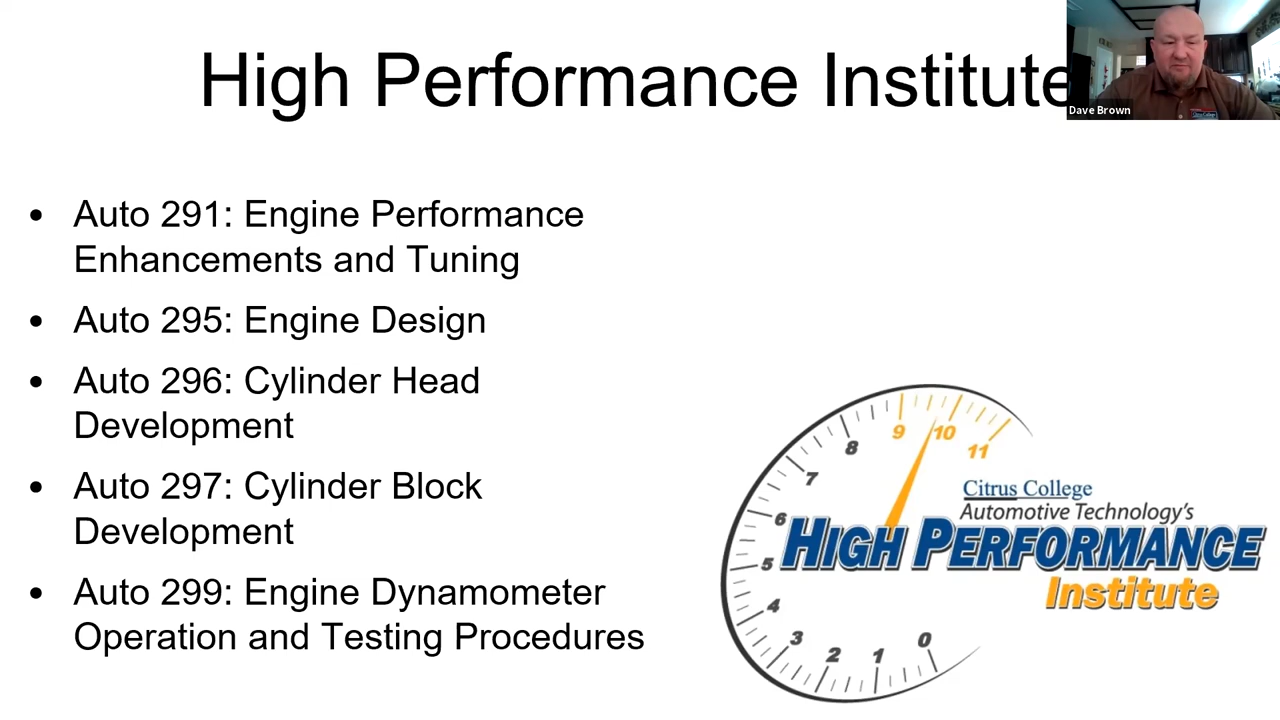 High Performance Institute
Dave Brown
• Auto 291: Engine Performance
Enhancements and Tuning
• Auto 295: Engine Design
• Auto 296: Cylinder Head
Development
• Auto 297: Cylinder Block
Development
• Auto 299: Engine Dynamometer
Operation and Testing Procedures
0
1
2
3
4
5
6
7
8
9
10
11
Citrus College
Automotive Technology's
HIGH PERFORMANCE
Institute